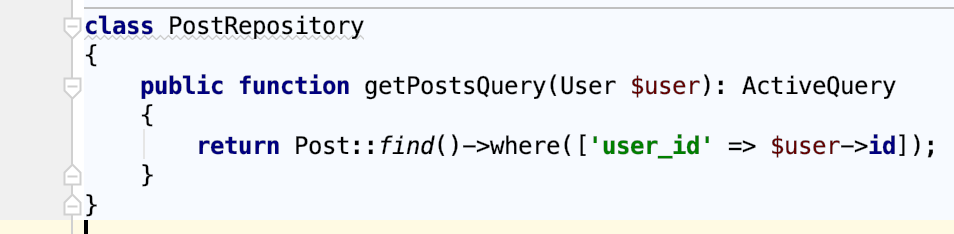 class PostRepository
{
    public function getPostsQuery(User $user): ActiveQuery
    {
        return Post::find()->where(['user_id' => $user->id]);
    }
}